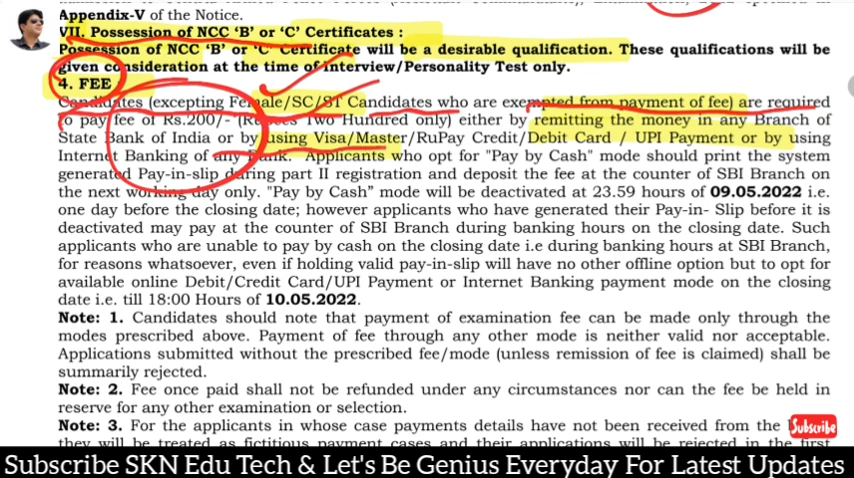 Appendix-V of the Notice.
VII. Possession of NCC 'B' or 'C' Certificates :
Possession of NCC 'B' or 'C' Certificate will be a desirable qualification. These qualifications will be
given consideration at the time of Interview/Personality Test only.
4. FEE
Candidates (excepting Female/SC/ST Candidates who are exempted from payment of fee) are required
to pay fee of Rs.200/- (Rupees Two Hundred only) either by remitting the money in any Branch of
State Bank of India or by using Visa/Master/RuPay Credit/Debit Card / UPI Payment or by using
Internet Banking of any Bank. Applicants who opt for "Pay by Cash" mode should print the system
generated Pay-in-slip during part II registration and deposit the fee at the counter of SBI Branch on
the next working day only. "Pay by Cash" mode will be deactivated at 23.59 hours of 09.05.2022 i.e.
one day before the closing date; however applicants who have generated their Pay-in- Slip before it is
deactivated may pay at the counter of SBI Branch during banking hours on the closing date. Such
applicants who are unable to pay by cash on the closing date i.e during banking hours at SBI Branch,
for reasons whatsoever, even if holding valid pay-in-slip will have no other offline option but to opt for
available online Debit/Credit Card/UPI Payment or Internet Banking payment mode on the closing
date i.e. till 18:00 Hours of 10.05.2022.
Note: 1. Candidates should note that payment of examination fee can be made only through the
modes prescribed above. Payment of fee through any other mode is neither valid nor acceptable.
Applications submitted without the prescribed fee/mode (unless remission of fee is claimed) shall be
summarily rejected.
Note: 2. Fee once paid shall not be refunded under any circumstances nor can the fee be held in
reserve for any other examination or selection.
Note: 3. For the applicants in whose case payments details have not been received from the
Subscribe
they will be treated as fictitious payment cases and their applications will be rejected in the first
Subscribe SKN Edu Tech & Let's Be Genius Everyday For Latest Updates